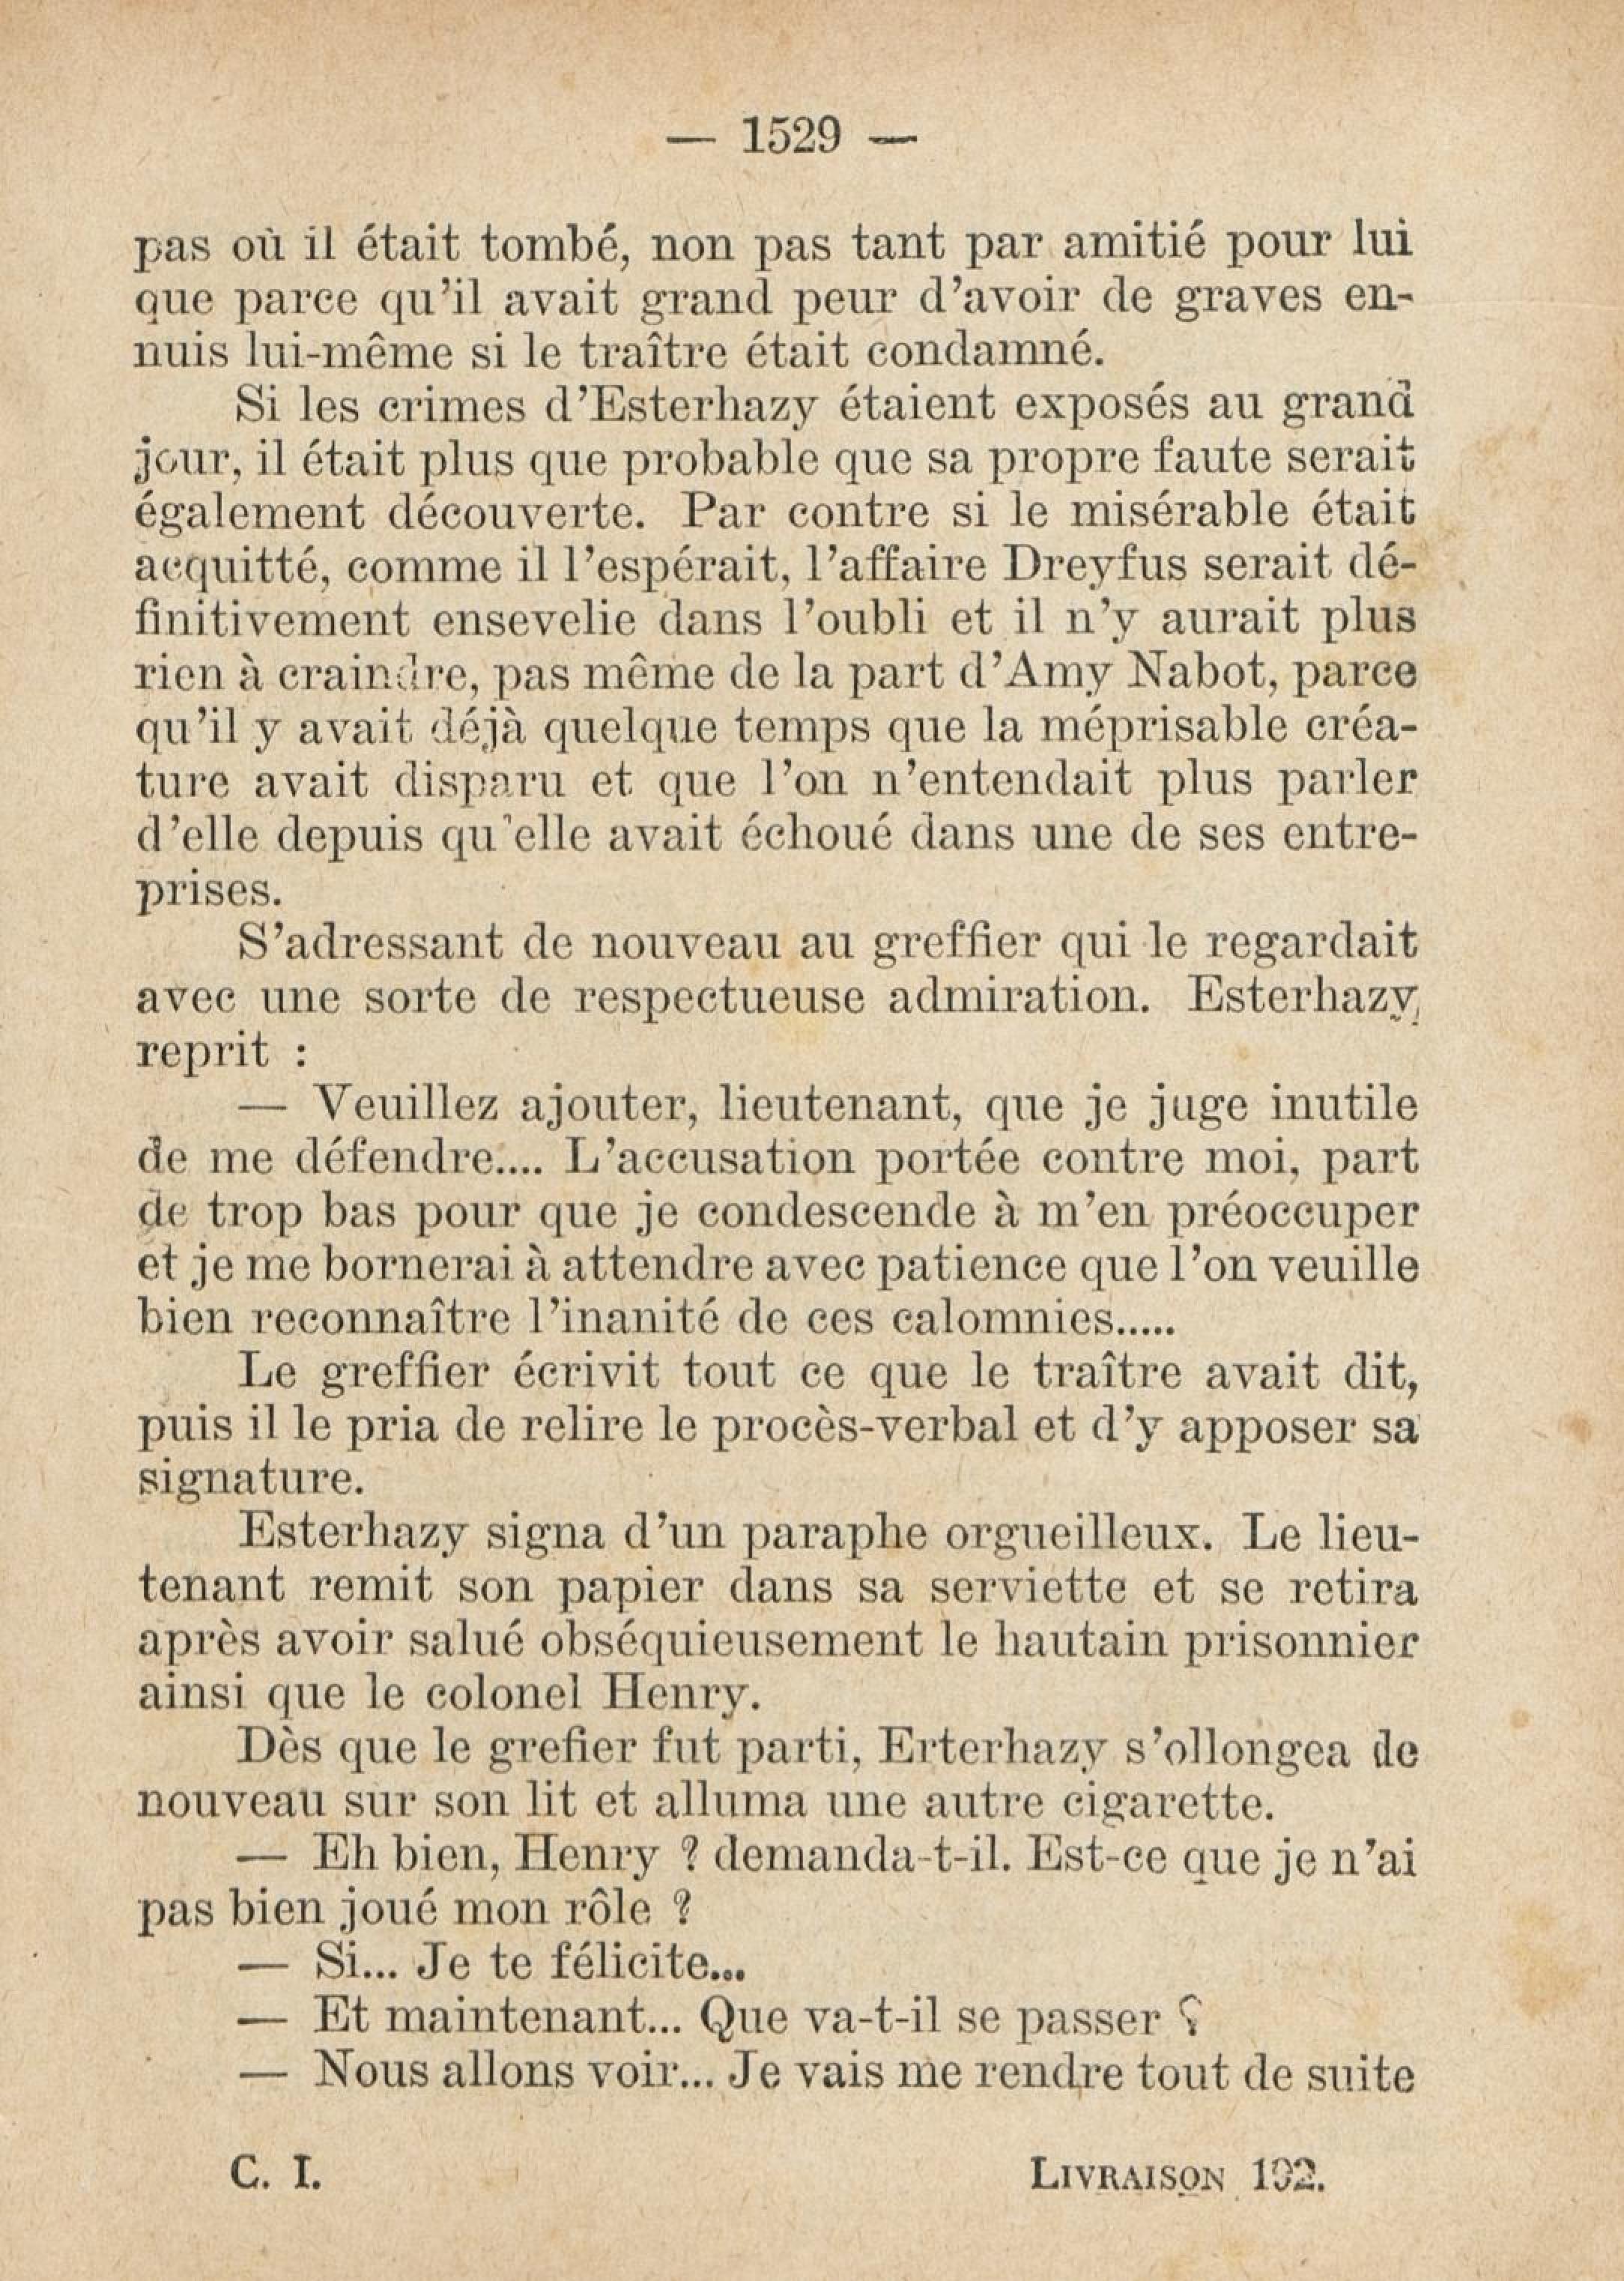 — 1529 —
pas où il était tombé, non pas tant par amitié pour lui
que parce qu'il avait grand peur d'avoir de graves en-
nuis lui-même si le traître était condamné.
Si les crimes d'Esterhazy étaient exposés au grand
jour, il était plus que probable que sa propre faute serait
également découverte. Par contre si le misérable était
acquitté, comme il l'espérait, l'affaire Dreyfus serait dé-
finitivement ensevelie dans l'oubli et il n'y aurait plus
rien à craindre, pas même de la part d'Amy Nabot, parce
qu'il y avait déjà quelque temps que la méprisable créa-
ture avait disparu et que l'on n'entendait plus parler
d'elle depuis qu'elle avait échoué dans une de ses entre-
prises.
S'adressant de nouveau au greffier qui le regardait
avec une sorte de respectueuse admiration. Esterhazy,
reprit :
— Veuillez ajouter, lieutenant, que je juge inutile
de me défendre.... L'accusation portée contre moi, part
de trop bas pour que je condescende à m'en préoccuper
et je me bornerai à attendre avec patience que l'on veuille
bien reconnaître l'inanité de ces calomnies.....
Le greffier écrivit tout ce que le traître avait dit,
puis il le pria de relire le procès-verbal et d'y apposer sa
signature.
Esterhazy signa d'un paraphe orgueilleux. Le lieu-
tenant remit son papier dans sa serviette et se retira
après avoir salué obséquieusement le hautain prisonnier
ainsi que le colonel Henry.
Dès que le grefier fut parti, Erterhazy s'ollongea de
nouveau sur son lit et alluma une autre cigarette.
— Eh bien, Henry ? demanda-t-il. Est-ce que je n'ai
pas bien joué mon rôle ?
— Si... Je te félicite...
— Et maintenant... Que va-t-il se passer ?
— Nous allons voir... Je vais me rendre tout de suite
C. I. LIVRAISON 192.